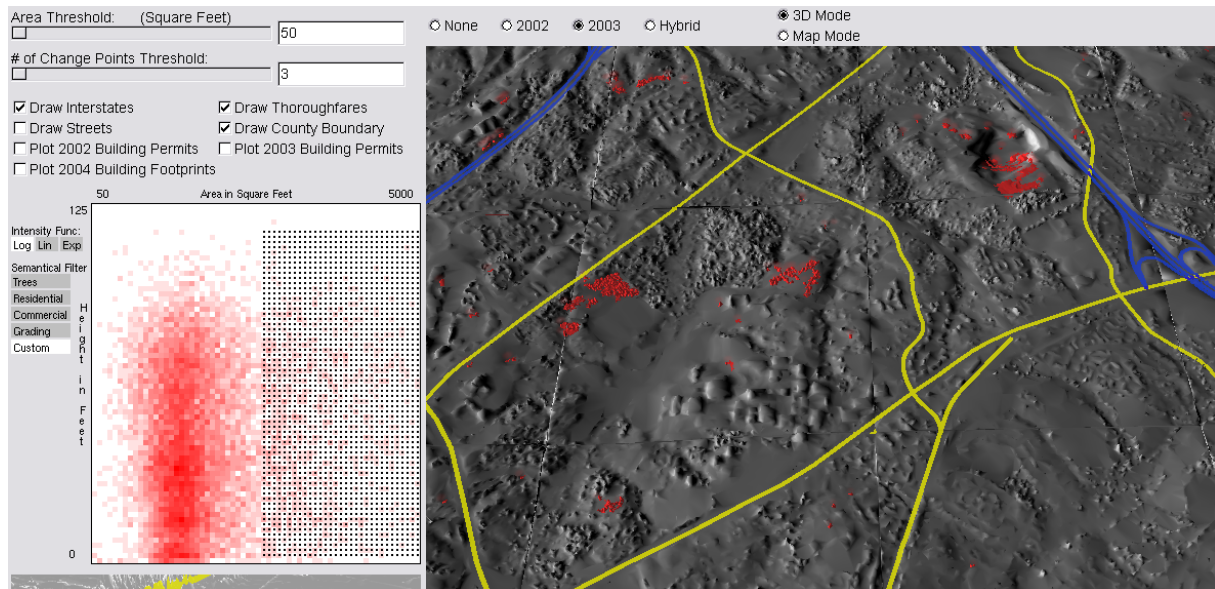 Area Threshold: (Square Feet)
50
# of Change Points Threshold:
3
Draw Interstates Draw Thoroughfares
Draw Streets Draw County Boundary
Plot 2002 Building Permits Plot 2003 Building Permits
Plot 2004 Building Footprints
None 2002 2003 Hybrid
3D Mode
Map Mode
50 Area in Square Feet 5000
125
Intensity Func:
Log Lin Exp
Semantical Filter
Trees
Residential
Commercial
Grading
Custom
Height in Feet
0